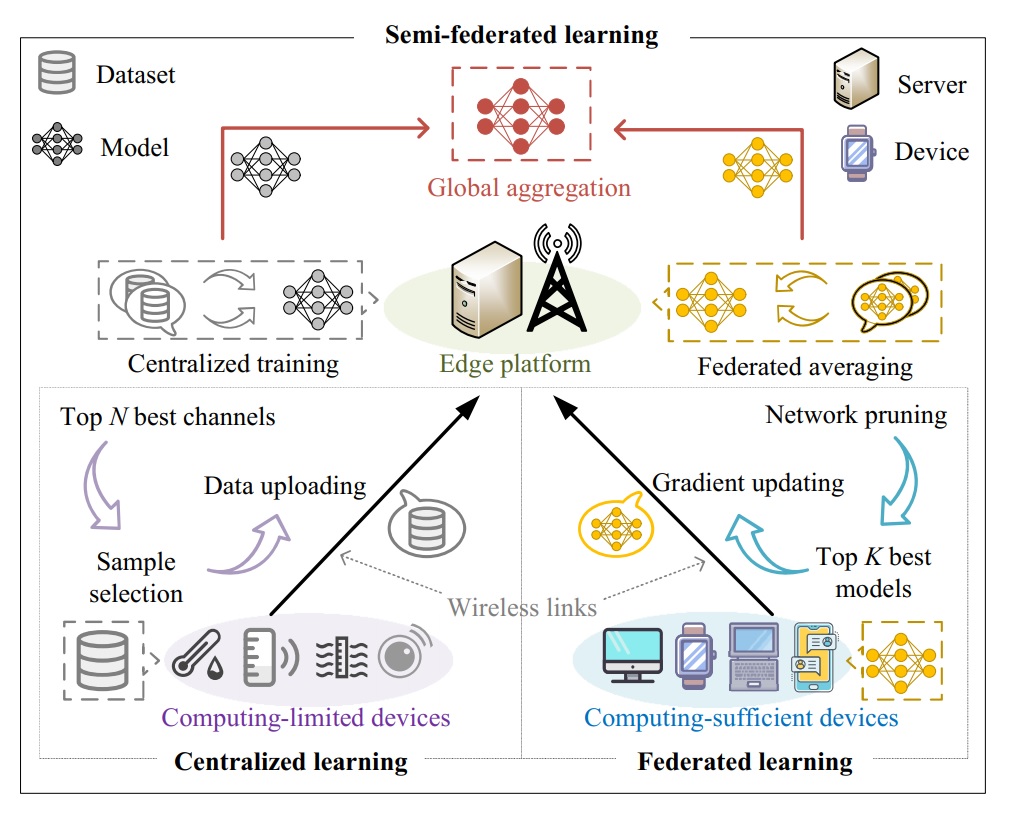 Semi-federated learning
Dataset
Server
Model
Device
Global aggregation
Centralized training
Edge platform
Federated averaging
Top N best channels
Network pruning
Data uploading
Gradient updating
Sample
selection
Top K best
models
Wireless links
Computing-limited devices
Computing-sufficient devices
Centralized learning
Federated learning